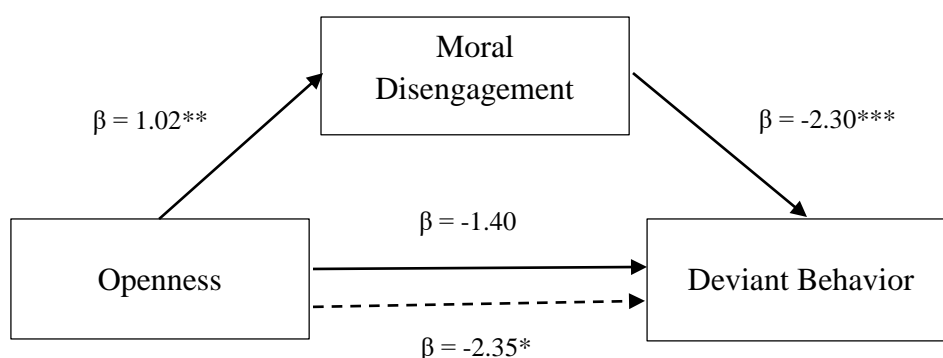 Moral
Disengagement
β = 1.02**
β = -2.30***
β = -1.40
Openness
Deviant Behavior
β = -2.35*